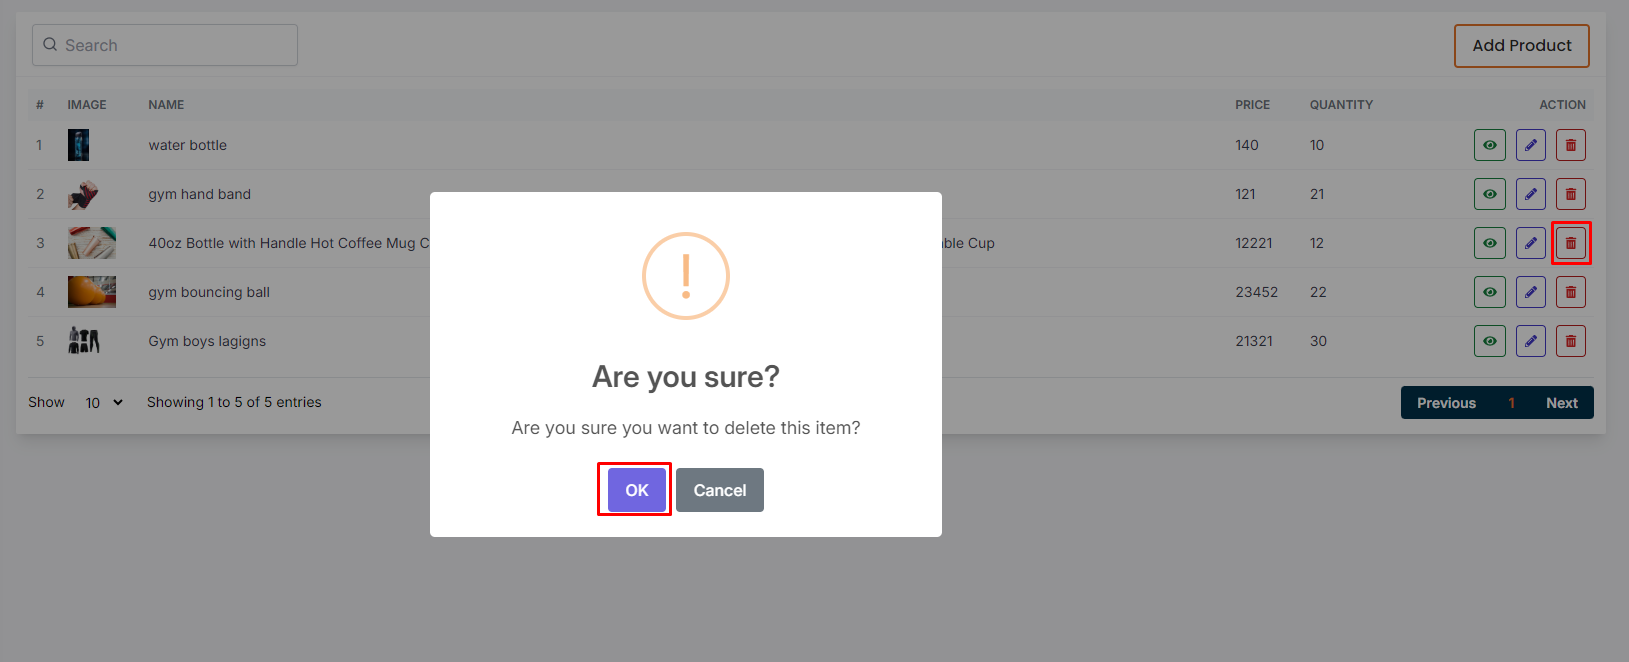 Search
Add Product
# IMAGE NAME PRICE QUANTITY ACTION
1 water bottle 140 10
2 gym hand band 121 21
3 40oz Bottle with Handle Hot Coffee Mug Cup 12221 12
4 gym bouncing ball 23452 22
5 Gym boys lagigns 21321 30
Show 10 Showing 1 to 5 of 5 entries
Previous 1 Next
!
Are you sure?
Are you sure you want to delete this item?
OK Cancel